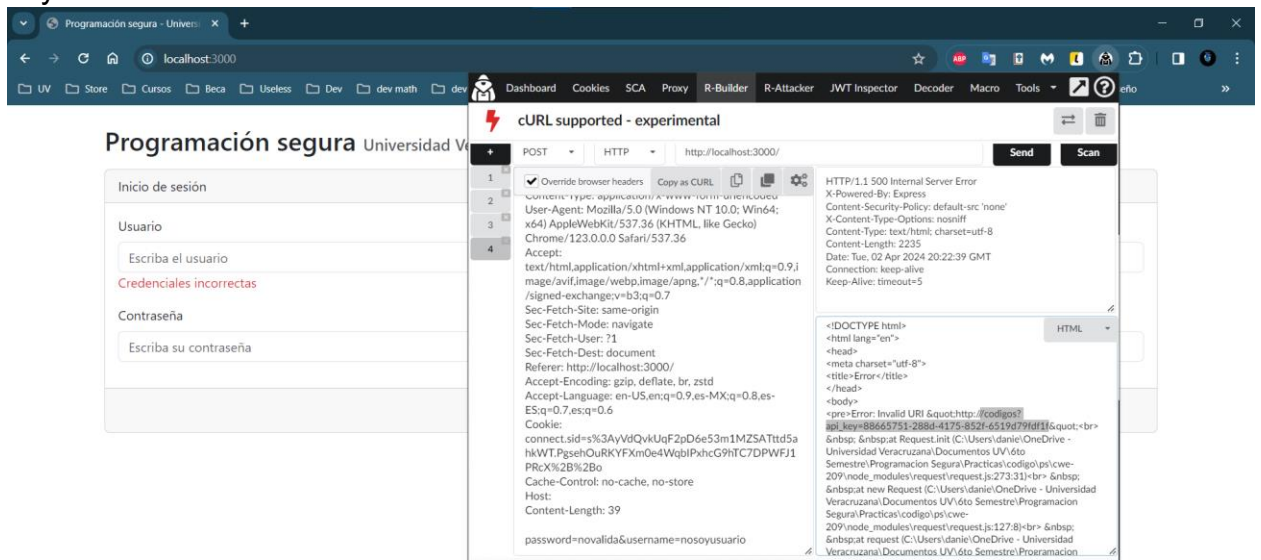 Programación segura - Univers
localhost:3000
UV Store Cursos Beca Useless Dev dev math dev
eño
Dashboard Cookies SCA Proxy R-Builder R-Attacker JWT Inspector Decoder Macro Tools
cURL supported - experimental
Programación segura Universidad Ve
Inicio de sesión
Usuario
Escriba el usuario
Credenciales incorrectas
Contraseña
Escriba su contraseña
+ POST HTTP http://localhost:3000/ Send Scan
1
2
3
4
Override browser headers Copy as CURL
Content-Type: application/x-www-form-urlencoded
User-Agent: Mozilla/5.0 (Windows NT 10.0; Win64;
x64) AppleWebKit/537.36 (KHTML, like Gecko)
Chrome/123.0.0.0 Safari/537.36
Accept:
text/html,application/xhtml+xml,application/xml;q=0.9,i
mage/avif,image/webp,image/apng,*/*;q=0.8,application
/signed-exchange;v=b3;q=0.7
Sec-Fetch-Site: same-origin
Sec-Fetch-Mode: navigate
Sec-Fetch-User: ?1
Sec-Fetch-Dest: document
Referer: http://localhost:3000/
Accept-Encoding: gzip, deflate, br, zstd
Accept-Language: en-US,en;q=0.9,es-MX;q=0.8,es-
ES;q=0.7,es;q=0.6
Cookie:
connect.sid=s%3AyVdQvkUqF2pD6e53m1MZSATttd5a
hkWT.PgsehOuRKYFXm0e4WqbIPxhcG9hTC7DPWFJ1
PRcX%2B%2Bo
Cache-Control: no-cache, no-store
Host:
Content-Length: 39
password=novalida&username=nosoyusuario
HTTP/1.1 500 Internal Server Error
X-Powered-By: Express
Content-Security-Policy: default-src 'none'
X-Content-Type-Options: nosniff
Content-Type: text/html; charset=utf-8
Content-Length: 2235
Date: Tue, 02 Apr 2024 20:22:39 GMT
Connection: keep-alive
Keep-Alive: timeout=5
HTML
<!DOCTYPE html>
<html lang="en">
<head>
<meta charset="utf-8">
<title>Error</title>
</head>
<body>
<pre>Error: Invalid URI &quot;http://codigos?
api_key=88665751-288d-4175-852f-6519d79fdf1f&quot;<br>
&nbsp; &nbsp;at Request.init (C:\Users\danie\OneDrive -
Universidad Veracruzana\Documentos UV\6to
Semestre\Programacion Segura\Practicas\codigo\ps\cwe-
209\node_modules\request\request.js:273:31)<br> &nbsp;
&nbsp;at new Request (C:\Users\danie\OneDrive - Universidad
Veracruzana\Documentos UV\6to Semestre\Programacion
Segura\Practicas\codigo\ps\cwe-
209\node_modules\request\request.js:127:8)<br> &nbsp;
&nbsp;at request (C:\Users\danie\OneDrive - Universidad
Veracruzana\Documentos UV\6to Semestre\Programacion